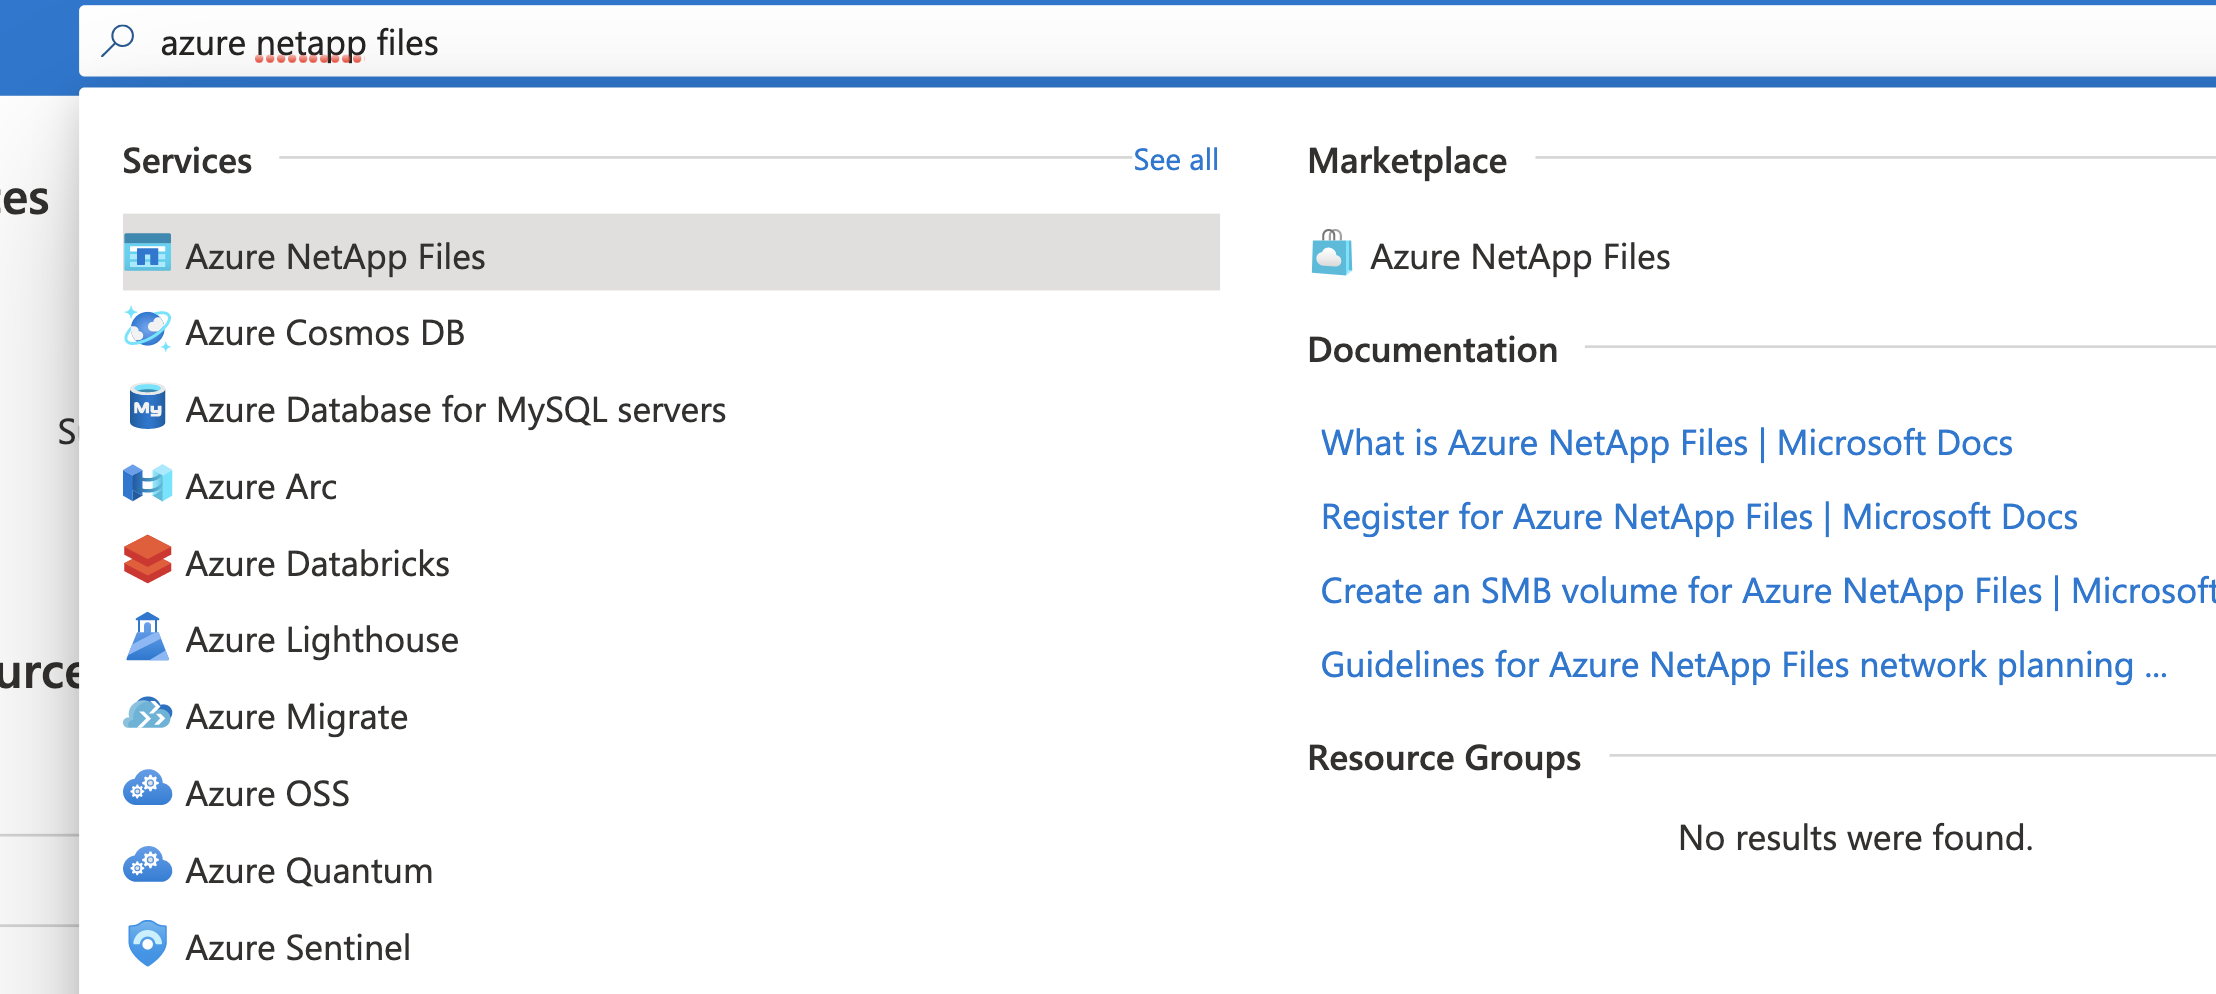 azure netapp files
Services
See all
Azure NetApp Files
Azure Cosmos DB
My
Azure Database for MySQL servers
Azure Arc
Azure Databricks
Azure Lighthouse
Azure Migrate
Azure OSS
Azure Quantum
Azure Sentinel
Marketplace
Azure NetApp Files
Documentation
What is Azure NetApp Files | Microsoft Docs
Register for Azure NetApp Files | Microsoft Docs
Create an SMB volume for Azure NetApp Files | Microsoft
Guidelines for Azure NetApp Files network planning ...
Resource Groups
No results were found.